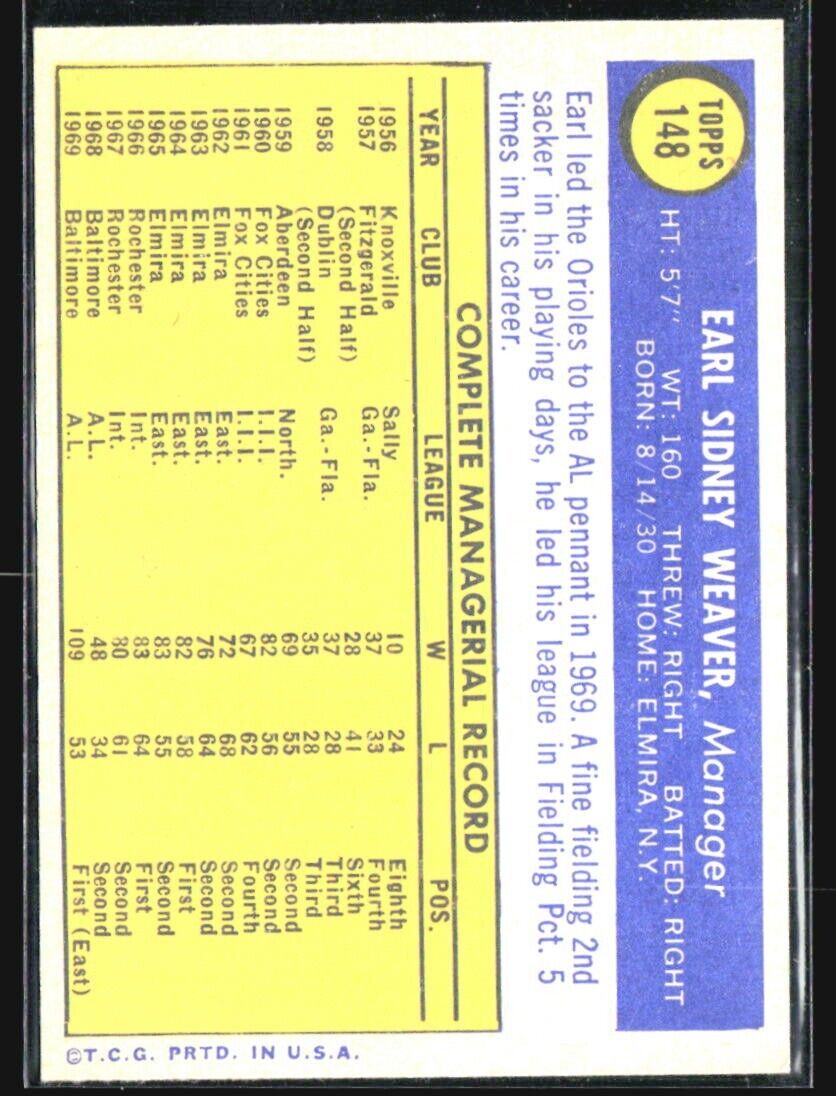 TOPPS
148
EARL SIDNEY WEAVER, Manager
HT: 5'7" WT: 160 THREW: RIGHT BATTED: RIGHT
BORN: 8/14/30 HOME: ELMIRA, N.Y.
Earl led the Orioles to the AL pennant in 1969. A fine fielding 2nd
sacker in his playing days, he led his league in Fielding Pct. 5
times in his career.
COMPLETE MANAGERIAL RECORD
YEAR CLUB LEAGUE W L POS.
1956 Knoxville Sally 10 24 Eighth
1957 Fitzgerald Ga.-Fla. 37 33 Fourth
(Second Half) 28 41 Sixth
1958 Dublin Ga.-Fla. 37 28 Third
(Second Half) 35 28 Third
1959 Aberdeen North. 69 55 Second
1960 Fox Cities I.I.I. 82 56 Second
1961 Fox Cities I.I.I. 67 62 Fourth
1962 Elmira East. 72 68 Second
1963 Elmira East. 76 64 Second
1964 Elmira East. 82 58 First
1965 Elmira East. 83 55 Second
1966 Rochester Int. 83 64 First
1967 Rochester Int. 80 61 Second
1968 Baltimore A.L. 48 34 Second
1969 Baltimore A.L. 109 53 First (East)
©T.C.G. PRTD. IN U.S.A.